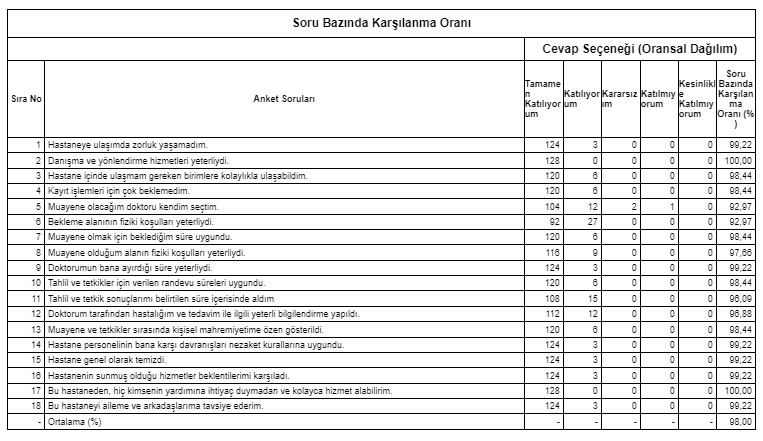 Soru Bazında Karşılanma Oranı
Cevap Seçeneği (Oransal Dağılım)
Sıra No Anket Soruları Tamamen Katılıyorum Katılıyorum Kararsızım Katılmıyorum Kesinlikle Katılmıyorum Soru Bazında Karşılanma Oranı (%)
1 Hastaneye ulaşımda zorluk yaşamadım. 124 3 0 0 0 99,22
2 Danışma ve yönlendirme hizmetleri yeterliydi. 128 0 0 0 0 100,00
3 Hastane içinde ulaşmam gereken birimlere kolaylıkla ulaşabildim. 120 6 0 0 0 98,44
4 Kayıt işlemleri için çok beklemedim. 120 6 0 0 0 98,44
5 Muayene olacağım doktoru kendim seçtim. 104 12 2 1 0 92,97
6 Bekleme alanının fiziki koşulları yeterliydi. 92 27 0 0 0 92,97
7 Muayene olmak için beklediğim süre uygundu. 120 6 0 0 0 98,44
8 Muayene olduğum alanın fiziki koşulları yeterliydi. 116 9 0 0 0 97,66
9 Doktorumun bana ayırdığı süre yeterliydi. 124 3 0 0 0 99,22
10 Tahlil ve tetkikler için verilen randevu süreleri uygundu. 120 6 0 0 0 98,44
11 Tahlil ve tetkik sonuçlarımı belirtilen süre içerisinde aldım 108 15 0 0 0 96,09
12 Doktorum tarafından hastalığım ve tedavim ile ilgili yeterli bilgilendirme yapıldı. 112 12 0 0 0 96,88
13 Muayene ve tetkikler sırasında kişisel mahremiyetime özen gösterildi. 120 6 0 0 0 98,44
14 Hastane personelinin bana karşı davranışları nezaket kurallarına uygundu. 124 3 0 0 0 99,22
15 Hastane genel olarak temizdi. 124 3 0 0 0 99,22
16 Hastanenin sunmuş olduğu hizmetler beklentilerimi karşıladı. 124 3 0 0 0 99,22
17 Bu hastaneden, hiç kimsenin yardımına ihtiyaç duymadan ve kolayca hizmet alabilirim. 128 0 0 0 0 100,00
18 Bu hastaneyi aileme ve arkadaşlarıma tavsiye ederim. 124 3 0 0 0 99,22
- Ortalama (%) - - - - - 98,00